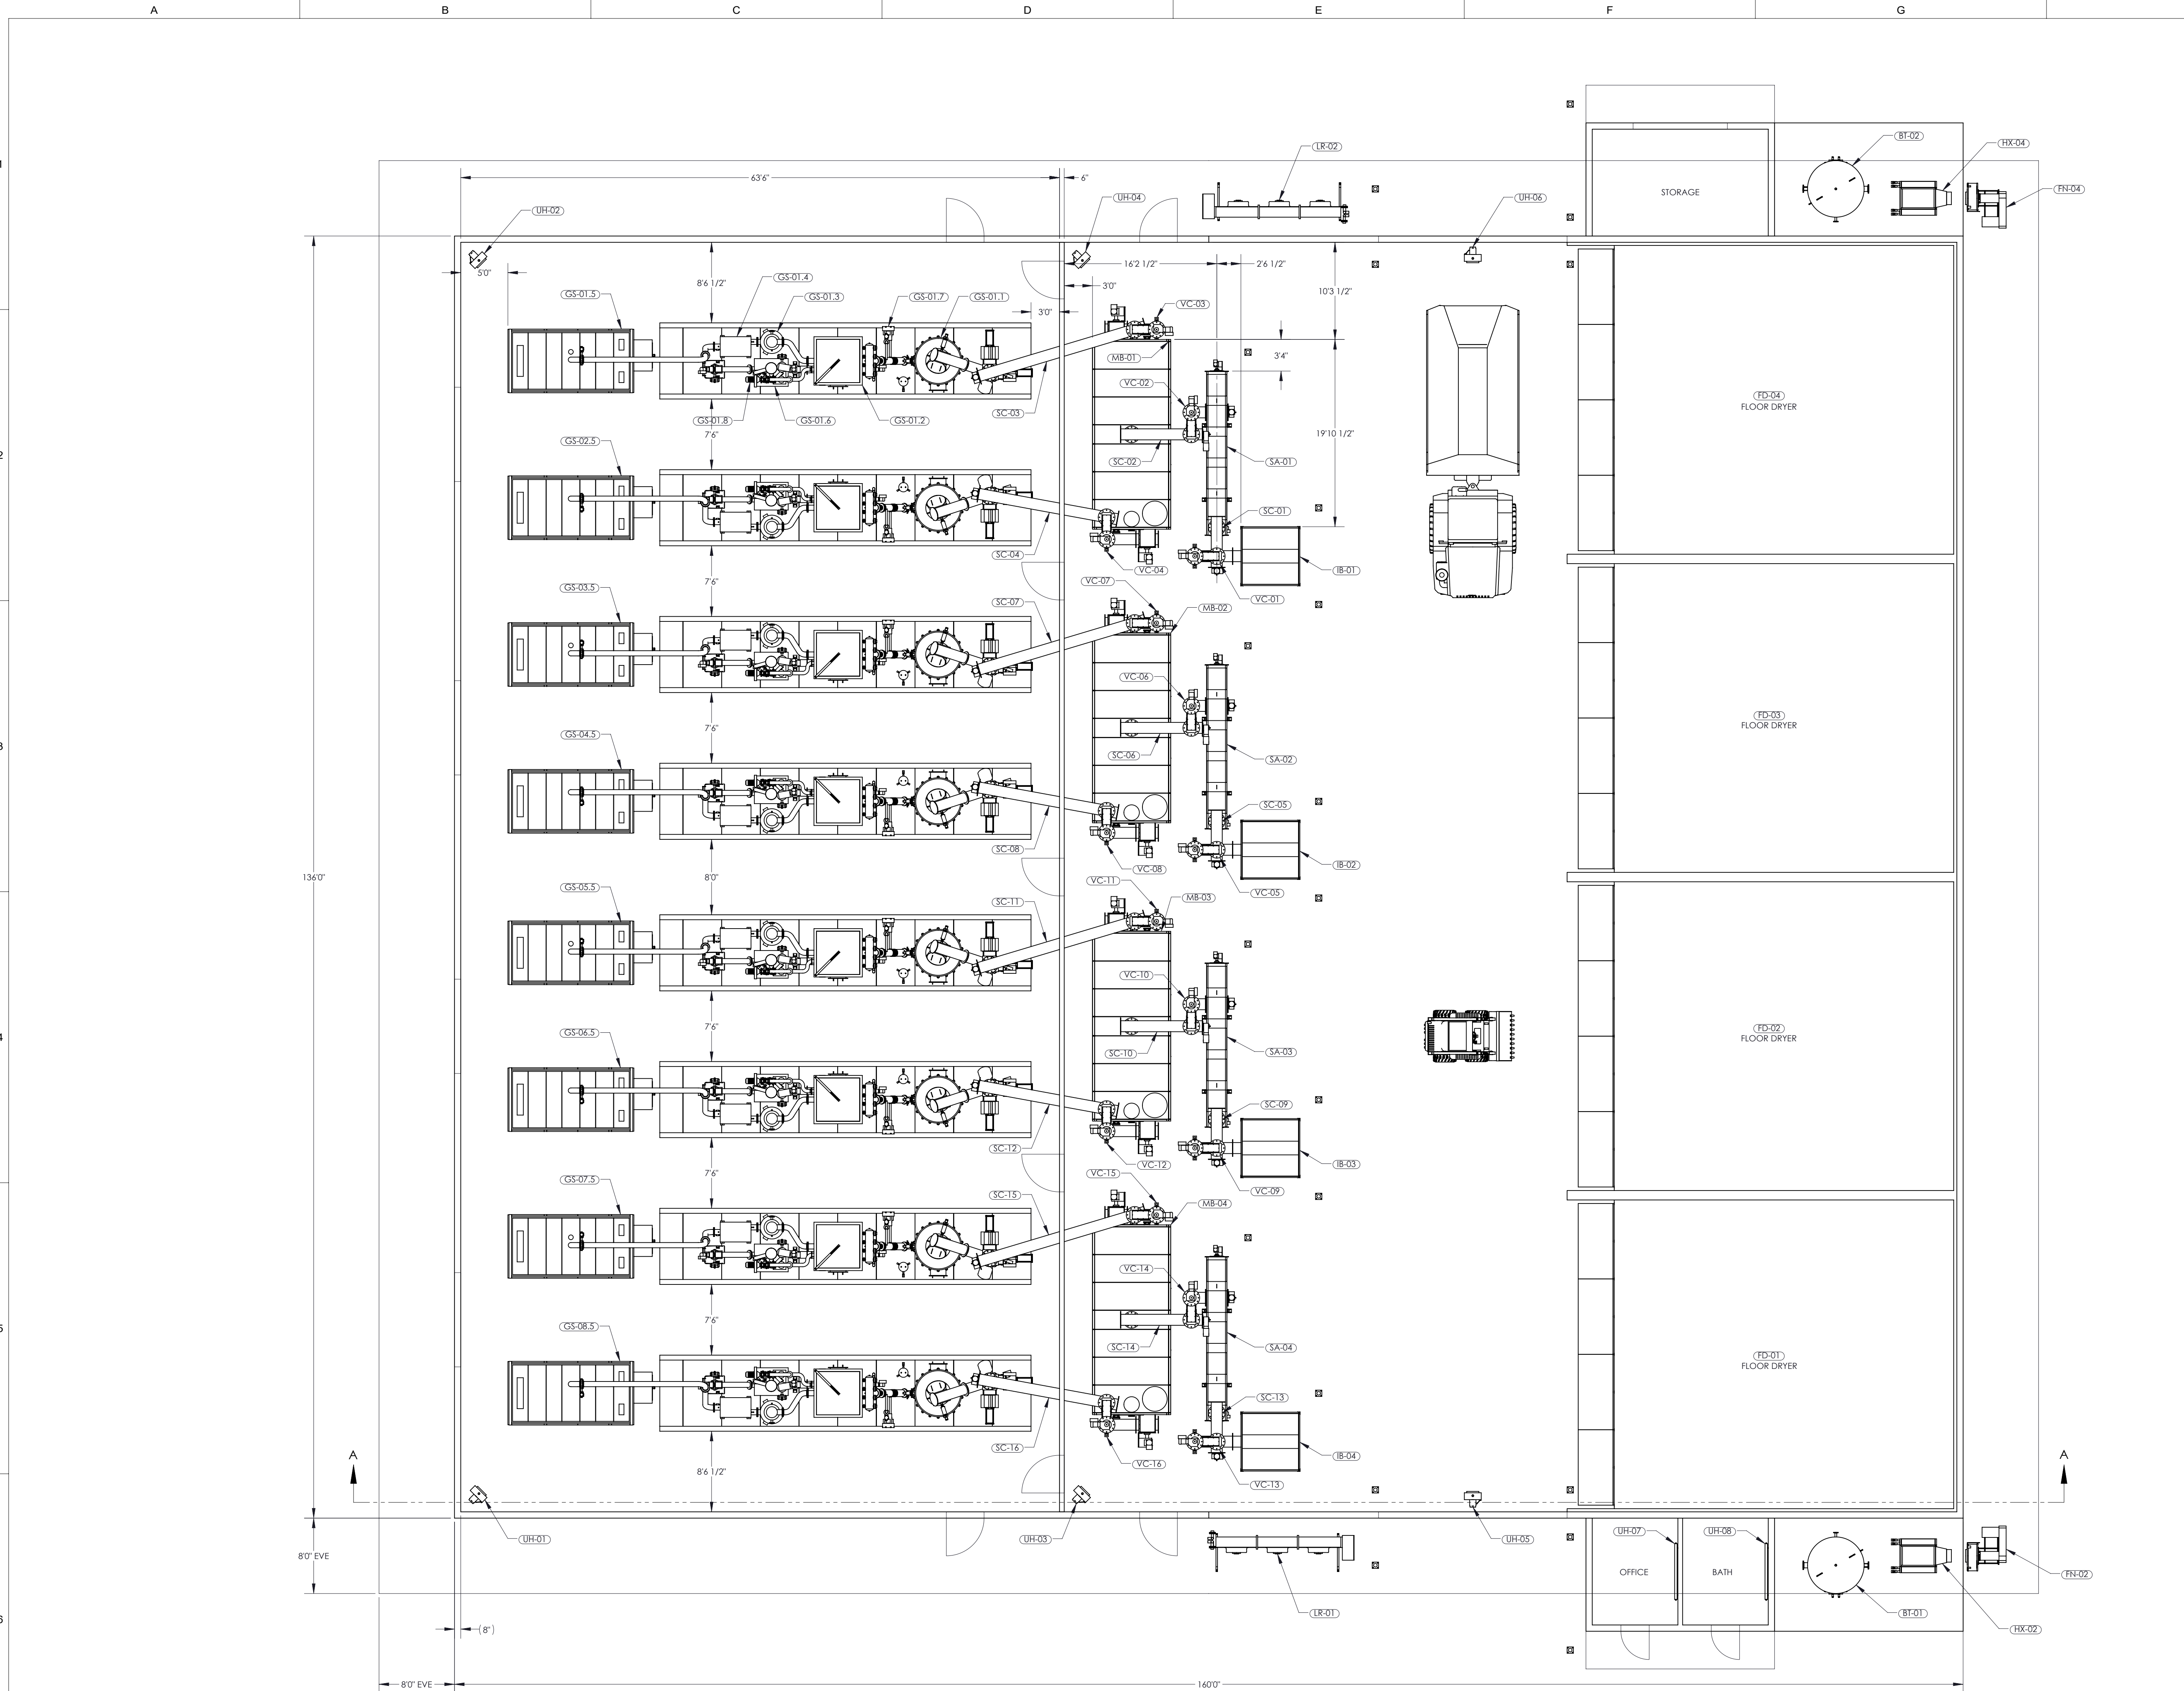 A
B
C
D
E
F
G
LR-02
BT-02
HX-04
FN-04
63'6"
6"
STORAGE
UH-02
UH-04
UH-06
5'0"
8'6 1/2"
16'2 1/2"
2'6 1/2"
GS-01.5
GS-01.4
GS-01.3
GS-01.7
GS-01.1
3'0"
3'0"
10'3 1/2"
VC-03
MB-01
3'4"
VC-02
GS-01.8
GS-01.6
GS-01.2
SC-03
7'6"
FD-04
FLOOR DRYER
19'10 1/2"
GS-02.5
2
SC-02
SA-01
SC-01
SC-04
VC-04
IB-01
7'6"
VC-07
VC-01
GS-03.5
SC-07
MB-02
VC-06
FD-03
FLOOR DRYER
7'6"
GS-04.5
SC-06
SA-02
SC-05
SC-08
VC-08
IB-02
136'0"
8'0"
VC-11
VC-05
GS-05.5
SC-11
MB-03
VC-10
7'6"
FD-02
FLOOR DRYER
GS-06.5
SC-10
SA-03
SC-09
SC-12
VC-12
IB-03
7'6"
VC-15
VC-09
GS-07.5
SC-15
MB-04
VC-14
7'6"
GS-08.5
SC-14
SA-04
FD-01
FLOOR DRYER
SC-13
SC-16
VC-16
IB-04
A
8'6 1/2"
VC-13
A
UH-01
UH-03
UH-05
UH-07
UH-08
8'0" EVE
OFFICE
BATH
FN-02
LR-01
BT-01
HX-02
(8")
8'0" EVE
160'0"